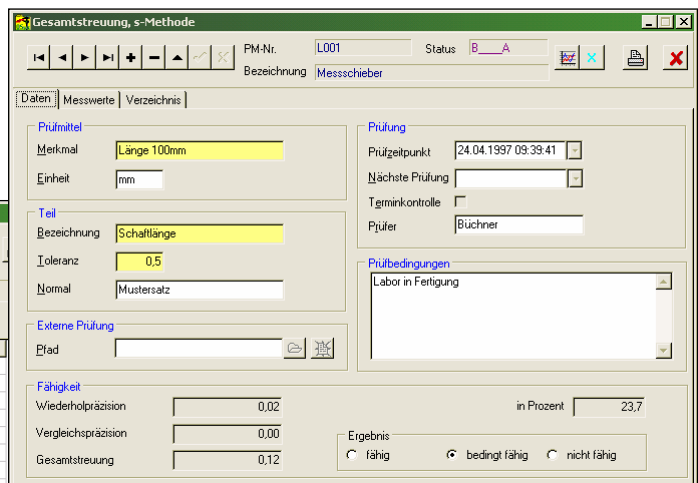 Gesamtstreuung, s-Methode
PM-Nr. L001 Status B___A
Bezeichnung Messschieber
Daten Messwerte Verzeichnis
Prüfmittel
Merkmal Länge 100mm
Einheit mm
Teil
Bezeichnung Schaftlänge
Toleranz 0,5
Normal Mustersatz
Externe Prüfung
Pfad
Prüfung
Prüfzeitpunkt 24.04.1997 09:39:41
Nächste Prüfung
Terminkontrolle
Prüfer Büchner
Prüfbedingungen
Labor in Fertigung
Fähigkeit
Wiederholpräzision 0,02
Vergleichspräzision 0,00
Gesamtstreuung 0,12
in Prozent 23,7
Ergebnis
fähig bedingt fähig nicht fähig